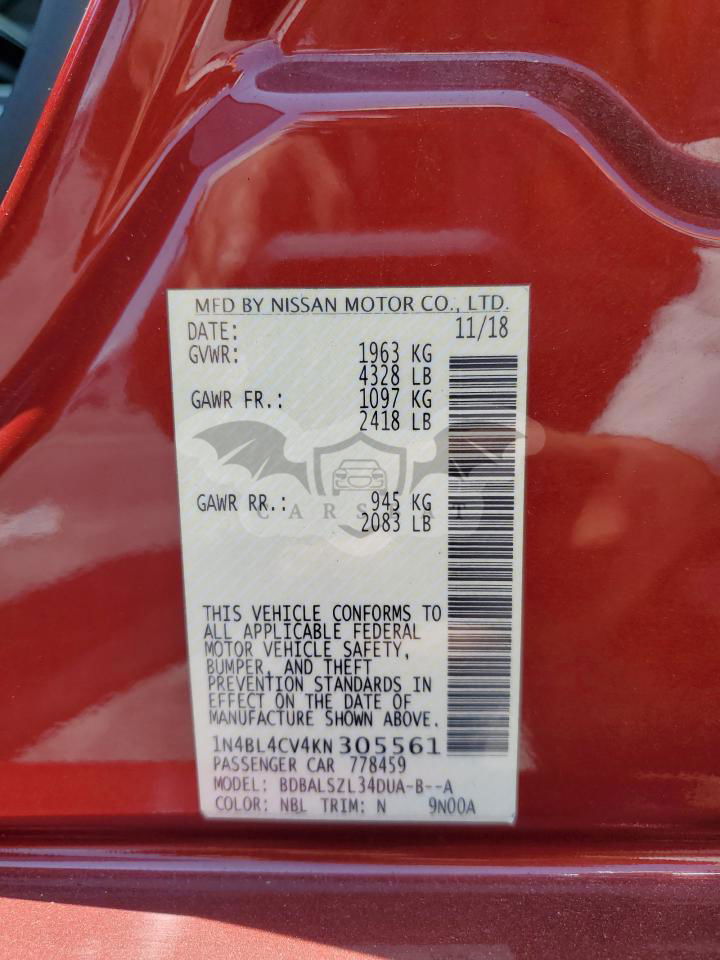 MFD BY NISSAN MOTOR CO., LTD.
DATE: 11/18
GVWR: 1963 KG
4328 LB
GAWR FR.: 1097 KG
2418 LB
GAWR RR.: 945 KG
2083 LB
THIS VEHICLE CONFORMS TO
ALL APPLICABLE FEDERAL
MOTOR VEHICLE SAFETY,
BUMPER, AND THEFT
PREVENTION STANDARDS IN
EFFECT ON THE DATE OF
MANUFACTURE SHOWN ABOVE.
1N4BL4CV4KN305561
PASSENGER CAR 778459
MODEL: BDBALSZL34DUA-B--A
COLOR: NBL TRIM: N 9N00A